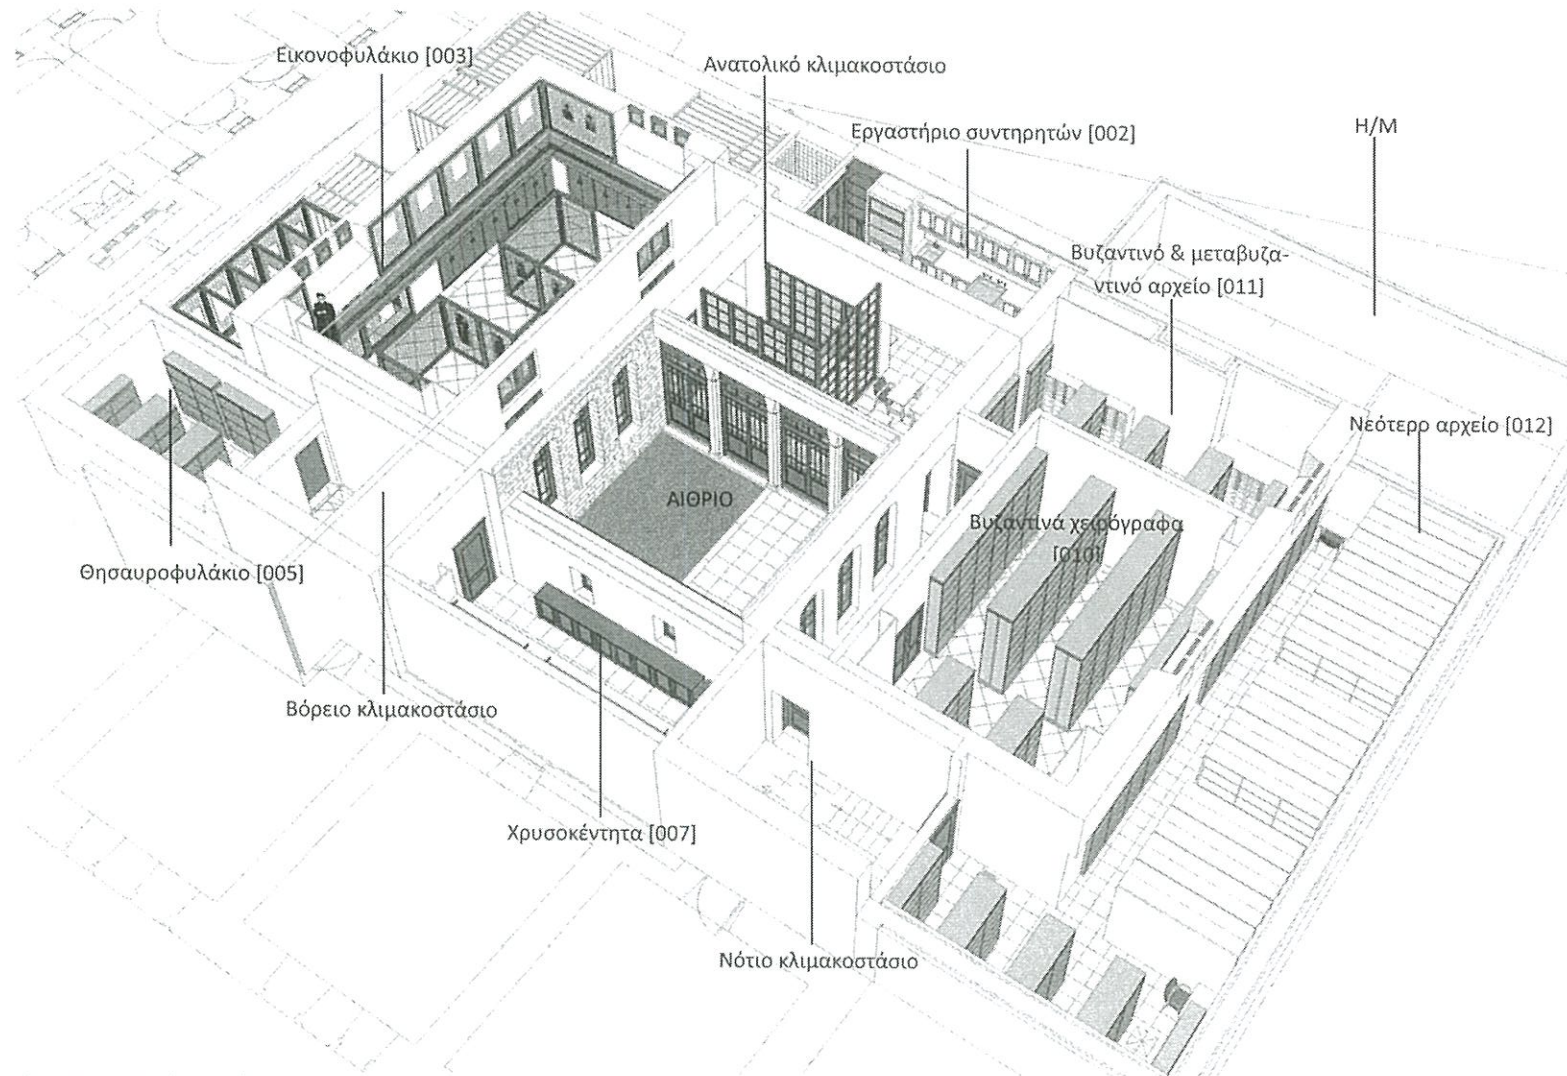 Εικονοφυλάκιο [003]
Ανατολικό κλιμακοστάσιο
Εργαστήριο συντηρητών [002]
Η/Μ
Βυζαντινό & μεταβυζα-
ντινό αρχείο [011]
Νεότερο αρχείο [012]
ΑΙΘΡΙΟ
Βυζαντινά χειρόγραφα
[010]
Θησαυροφυλάκιο [005]
Βόρειο κλιμακοστάσιο
Χρυσοκέντητα [007]
Νότιο κλιμακοστάσιο